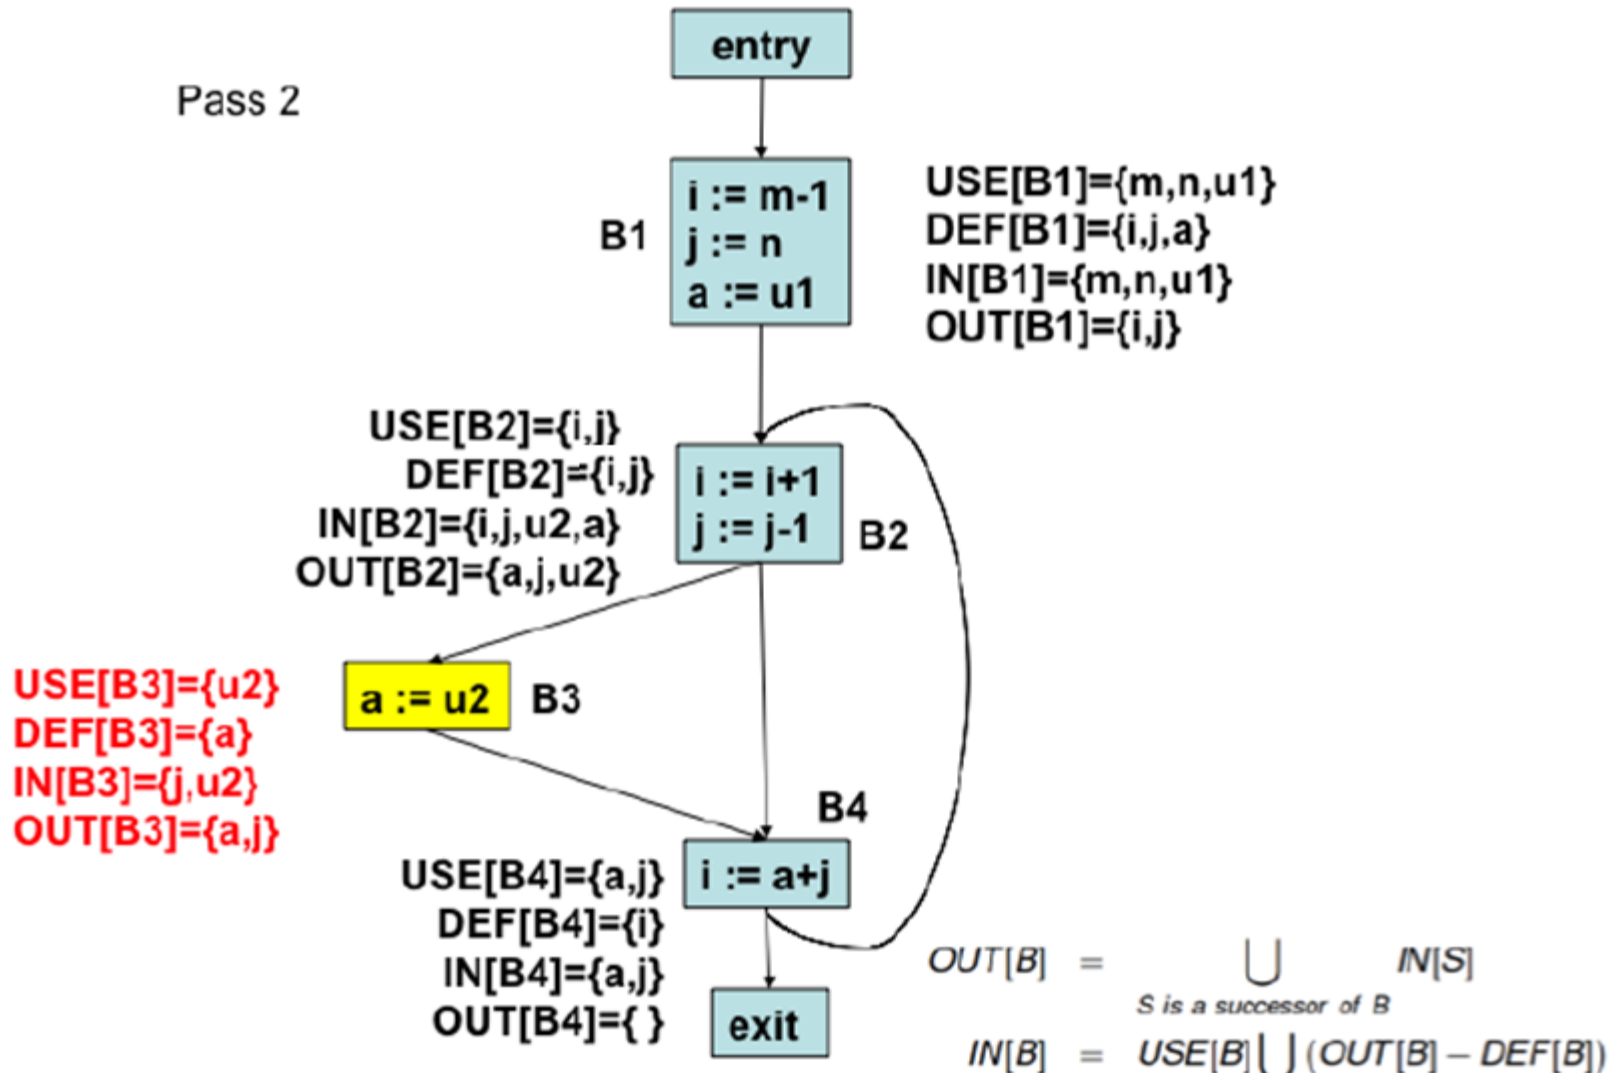 entry
Pass 2
B1
i := m-1
j := n
a := u1
USE[B1]={m,n,u1}
DEF[B1]={i,j,a}
IN[B1]={m,n,u1}
OUT[B1]={i,j}
USE[B2]={i,j}
DEF[B2]={i,j}
IN[B2]={i,j,u2,a}
OUT[B2]={a,j,u2}
i := i+1
j := j-1
B2
USE[B3]={u2}
DEF[B3]={a}
IN[B3]={j,u2}
OUT[B3]={a,j}
a := u2
B3
B4
USE[B4]={a,j}
DEF[B4]={i}
IN[B4]={a,j}
OUT[B4]={ }
i := a+j
exit
OUT[B] = ⋃ IN[S]
S is a successor of B
IN[B] = USE[B] ⋃ (OUT[B] − DEF[B])